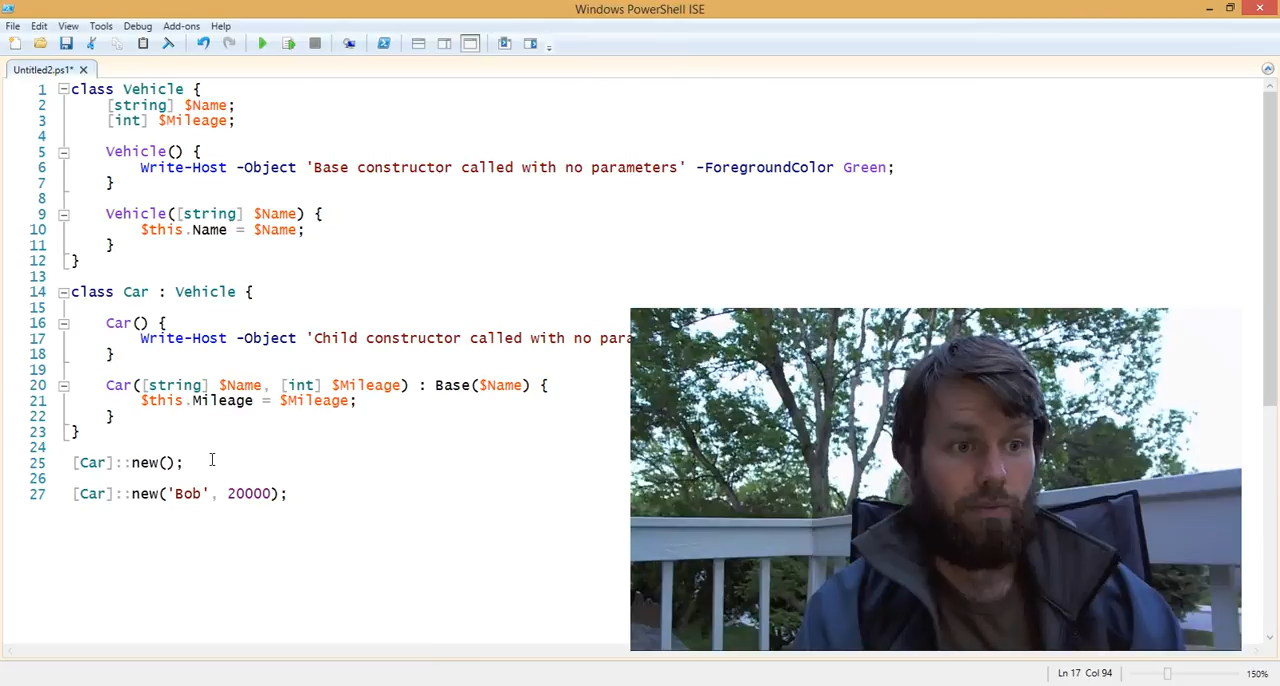 Windows PowerShell ISE
File Edit View Tools Debug Add-ons Help
Untitled2.ps1*
1 class Vehicle {
2 [string] $Name;
3 [int] $Mileage;
4
5 Vehicle() {
6 Write-Host -Object 'Base constructor called with no parameters' -ForegroundColor Green;
7 }
8
9 Vehicle([string] $Name) {
10 $this.Name = $Name;
11 }
12 }
13
14 class Car : Vehicle {
15
16 Car() {
17 Write-Host -Object 'Child constructor called with no para
18 }
19
20 Car([string] $Name, [int] $Mileage) : Base($Name) {
21 $this.Mileage = $Mileage;
22 }
23 }
24
25 [Car]::new();
26
27 [Car]::new('Bob', 20000);
Ln 17 Col 94 150%